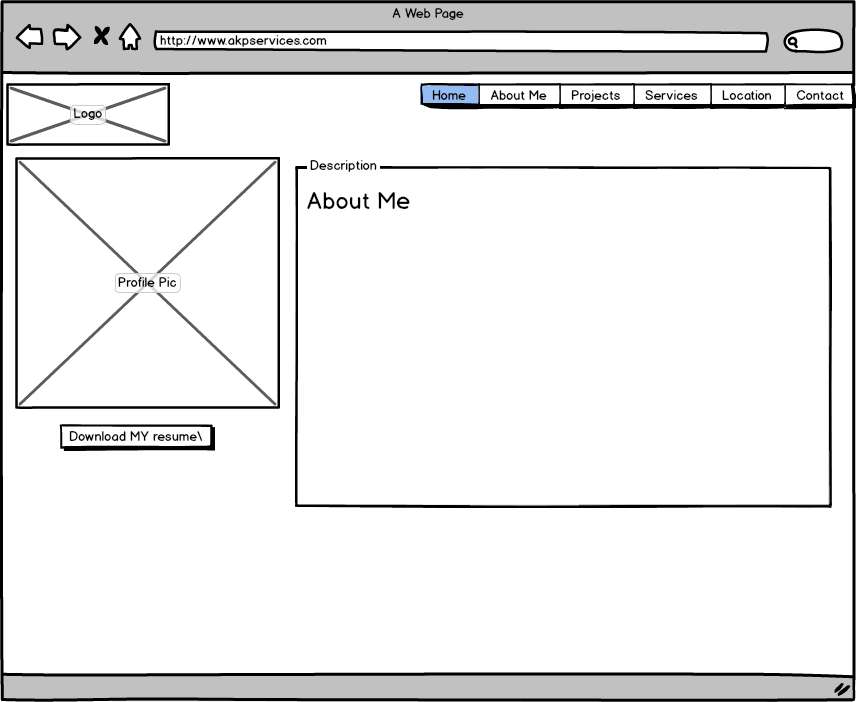 A Web Page
http://www.akpservices.com
Logo
Home About Me Projects Services Location Contact
Description
About Me
Profile Pic
Download MY resume\